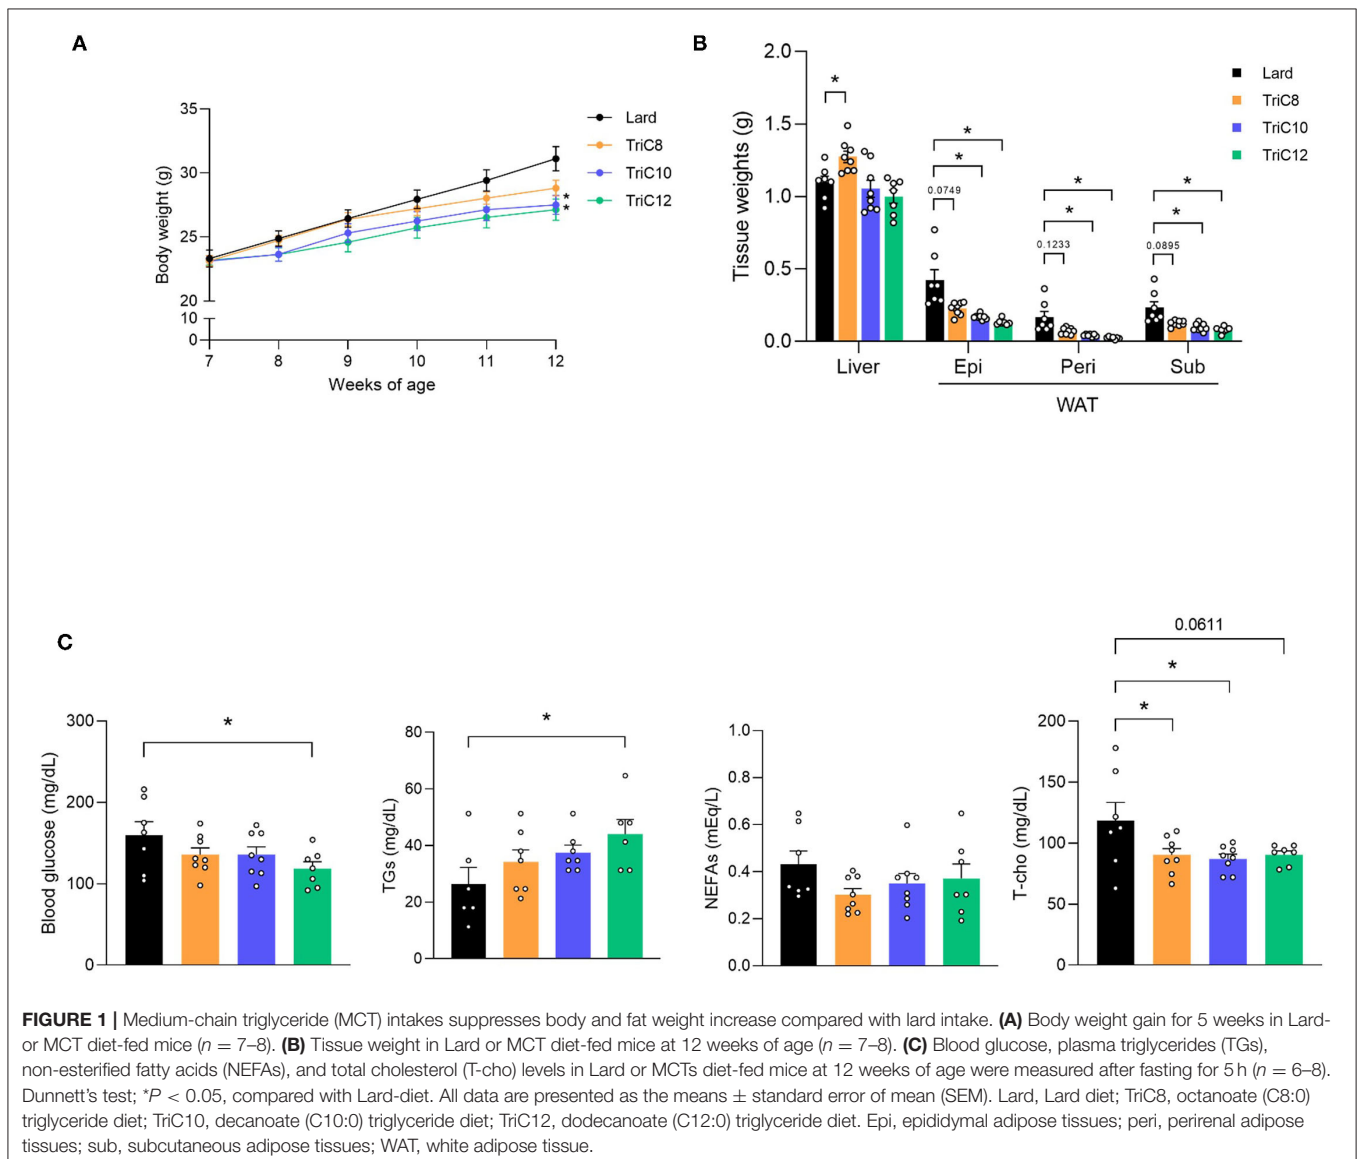 A
35
30
25
20
10
0
Body weight (g)
7 8 9 10 11 12
Weeks of age
Lard
TriC8
TriC10
TriC12
*
*
B
2.0
1.5
1.0
0.5
0.0
Tissue weights (g)
*
0.0749
*
*
0.1233
*
*
0.0895
*
*
Lard
TriC8
TriC10
TriC12
Liver Epi Peri Sub
WAT
C
300
200
100
0
Blood glucose (mg/dL)
*
80
60
40
20
0
TGs (mg/dL)
*
1.0
0.8
0.6
0.4
0.2
0.0
NEFAs (mEq/L)
200
150
100
50
0
T-cho (mg/dL)
0.0611
*
*
FIGURE 1 | Medium-chain triglyceride (MCT) intakes suppresses body and fat weight increase compared with lard intake. (A) Body weight gain for 5 weeks in Lard-
or MCT diet-fed mice (n = 7–8). (B) Tissue weight in Lard or MCT diet-fed mice at 12 weeks of age (n = 7–8). (C) Blood glucose, plasma triglycerides (TGs),
non-esterified fatty acids (NEFAs), and total cholesterol (T-cho) levels in Lard or MCTs diet-fed mice at 12 weeks of age were measured after fasting for 5 h (n = 6–8).
Dunnett's test; *P < 0.05, compared with Lard-diet. All data are presented as the means ± standard error of mean (SEM). Lard, Lard diet; TriC8, octanoate (C8:0)
triglyceride diet; TriC10, decanoate (C10:0) triglyceride diet; TriC12, dodecanoate (C12:0) triglyceride diet. Epi, epididymal adipose tissues; peri, perirenal adipose
tissues; sub, subcutaneous adipose tissues; WAT, white adipose tissue.